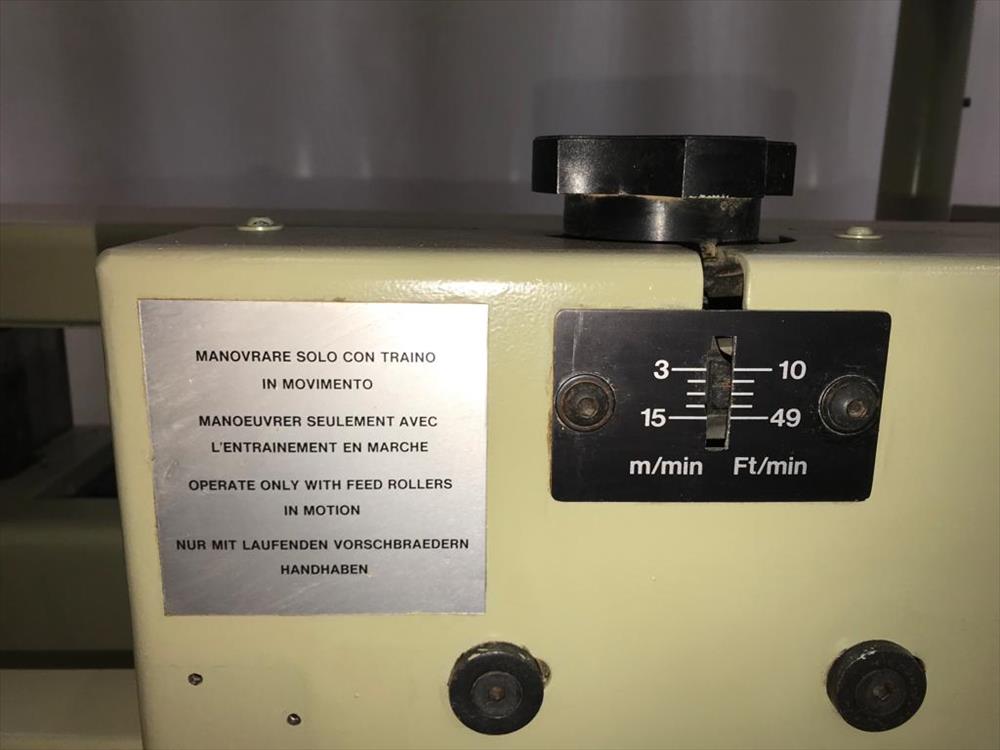 MANOVRARE SOLO CON TRAINO
IN MOVIMENTO
MANOEUVRER SEULEMENT AVEC
L'ENTRAINEMENT EN MARCHE
OPERATE ONLY WITH FEED ROLLERS
IN MOTION
NUR MIT LAUFENDEN VORSCHBRAEDERN
HANDHABEN
3 10
15 49
m/min Ft/min